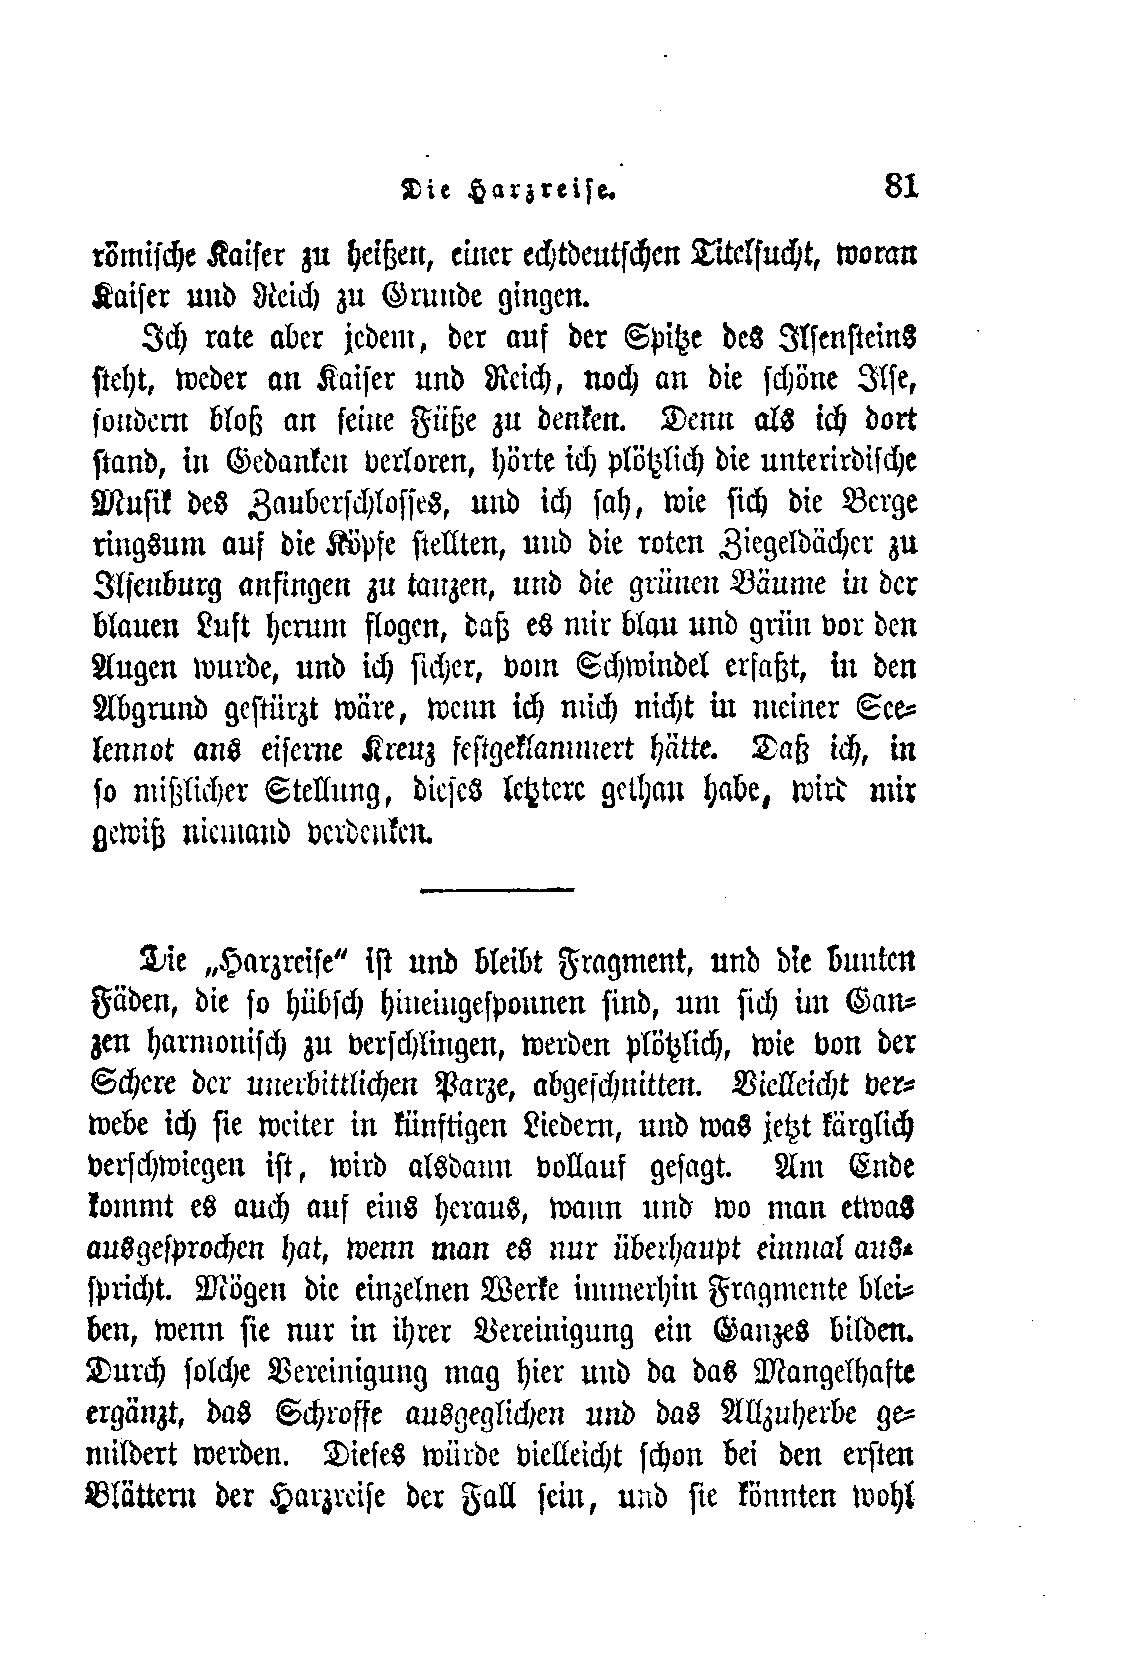 Die Harzreise. 81
römische Kaiser zu heißen, einer echtdeutschen Titelsucht, woran
Kaiser und Reich zu Grunde gingen.
Ich rate aber jedem, der auf der Spitze des Ilsensteins
steht, weder an Kaiser und Reich, noch an die schöne Ilse,
sondern bloß an seine Füße zu denken. Denn als ich dort
stand, in Gedanken verloren, hörte ich plötzlich die unterirdische
Musik des Zauberschlosses, und ich sah, wie sich die Berge
ringsum auf die Köpfe stellten, und die roten Ziegeldächer zu
Ilsenburg anfingen zu tanzen, und die grünen Bäume in der
blauen Luft herum flogen, daß es mir blau und grün vor den
Augen wurde, und ich sicher, vom Schwindel erfaßt, in den
Abgrund gestürzt wäre, wenn ich mich nicht in meiner See-
lennot ans eiserne Kreuz festgeklammert hätte. Daß ich, in
so mißlicher Stellung, dieses letztere gethan habe, wird mir
gewiß niemand verdenken.
Die „Harzreise“ ist und bleibt Fragment, und die bunten
Fäden, die so hübsch hineingesponnen sind, um sich im Gan-
zen harmonisch zu verschlingen, werden plötzlich, wie von der
Schere der unerbittlichen Parze, abgeschnitten. Vielleicht ver-
webe ich sie weiter in künftigen Liedern, und was jetzt kärglich
verschwiegen ist, wird alsdann vollauf gesagt. Am Ende
kommt es auch auf eins heraus, wann und wo man etwas
ausgesprochen hat, wenn man es nur überhaupt einmal aus-
spricht. Mögen die einzelnen Werke immerhin Fragmente blei-
ben, wenn sie nur in ihrer Vereinigung ein Ganzes bilden.
Durch solche Vereinigung mag hier und da das Mangelhafte
ergänzt, das Schroffe ausgeglichen und das Allzuherbe ge-
mildert werden. Dieses würde vielleicht schon bei den ersten
Blättern der Harzreise der Fall sein, und sie könnten wohl